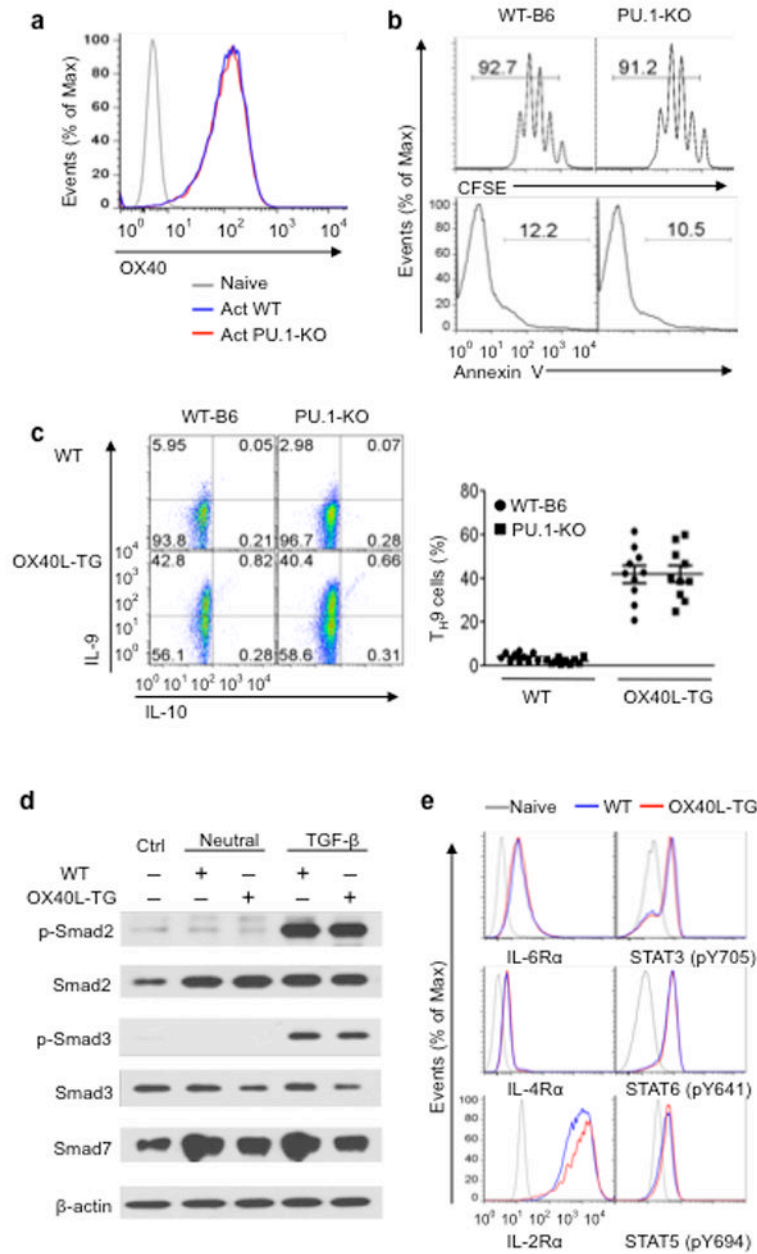 a
Events (% of Max)
100
80
60
40
20
0
10⁰ 10¹ 10² 10³ 10⁴
OX40
Naive
Act WT
Act PU.1-KO
b
WT-B6 PU.1-KO
Events (% of Max)
92.7 91.2
CFSE
100
80
60
40
20
0
12.2 10.5
10⁰ 10¹ 10² 10³ 10⁴
Annexin V
c
WT-B6 PU.1-KO
WT
5.95 0.05 2.98 0.07
93.8 0.21 96.7 0.28
OX40L-TG
42.8 0.82 40.4 0.66
56.1 0.28 58.6 0.31
10⁴
10³
10²
10¹
10⁰
IL-9
10⁰ 10¹ 10² 10³ 10⁴
IL-10
WT-B6
PU.1-KO
T_H9 cells (%)
80
60
40
20
0
WT OX40L-TG
d
Ctrl Neutral TGF-β
WT – + – + –
OX40L-TG – – + – +
p-Smad2
Smad2
p-Smad3
Smad3
Smad7
β-actin
e
Naive WT OX40L-TG
Events (% of Max)
IL-6Rα STAT3 (pY705)
IL-4Rα STAT6 (pY641)
100
80
60
40
20
0
10⁰ 10¹ 10² 10³ 10⁴
IL-2Rα STAT5 (pY694)